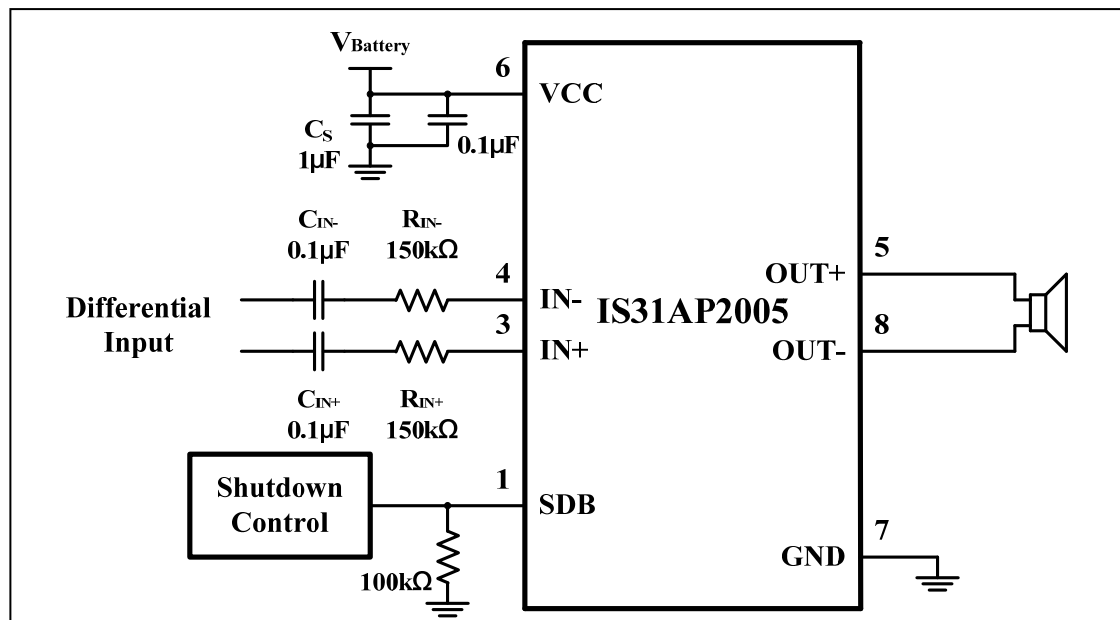 VBattery
6
VCC
CS
1μF
0.1μF
CIN-
0.1μF
RIN-
150kΩ
4
IN-
Differential
Input
3
IN+
CIN+
0.1μF
RIN+
150kΩ
IS31AP2005
5
OUT+
8
OUT-
Shutdown
Control
1
SDB
100kΩ
7
GND